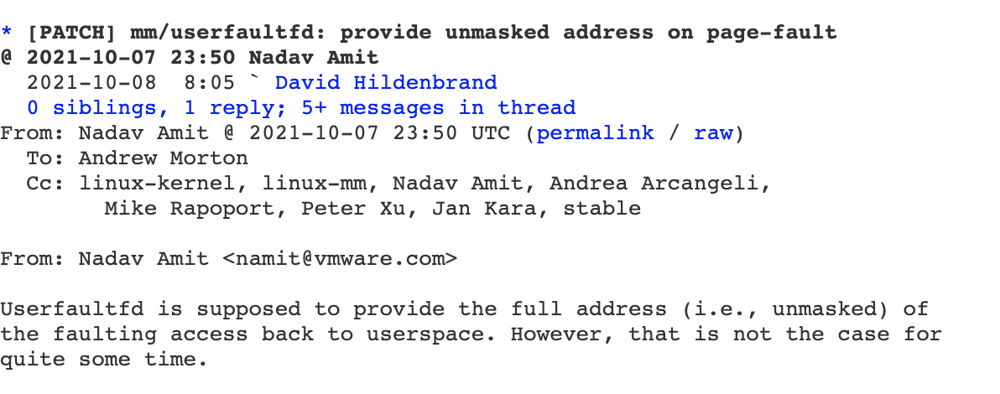 * [PATCH] mm/userfaultfd: provide unmasked address on page-fault
@ 2021-10-07 23:50 Nadav Amit
  2021-10-08  8:05 ` David Hildenbrand
  0 siblings, 1 reply; 5+ messages in thread
From: Nadav Amit @ 2021-10-07 23:50 UTC (permalink / raw)
  To: Andrew Morton
  Cc: linux-kernel, linux-mm, Nadav Amit, Andrea Arcangeli,
        Mike Rapoport, Peter Xu, Jan Kara, stable

From: Nadav Amit <namit@vmware.com>

Userfaultfd is supposed to provide the full address (i.e., unmasked) of
the faulting access back to userspace. However, that is not the case for
quite some time.